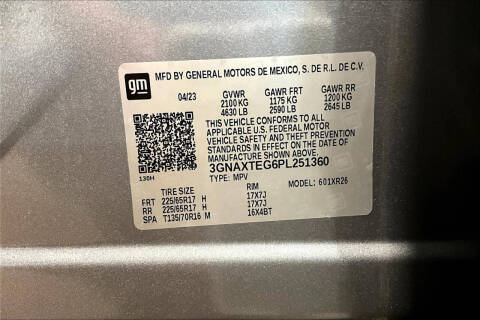 gm
MFD BY GENERAL MOTORS DE MEXICO, S. DE R.L. DE C.V.
04/23 GVWR GAWR FRT GAWR RR
2100 KG 1175 KG 1200 KG
4630 LB 2590 LB 2645 LB
THIS VEHICLE CONFORMS TO ALL
APPLICABLE U.S. FEDERAL MOTOR
VEHICLE SAFETY AND THEFT PREVENTION
STANDARDS IN EFFECT ON THE DATE OF
MANUFACTURE SHOWN ABOVE.
3GNAXTEG6PL251360
130H TYPE: MPV MODEL: 601XR26
TIRE SIZE RIM
FRT 225/65R17 H 17X7J
RR 225/65R17 H 17X7J
SPA T135/70R16 M 16X4BT